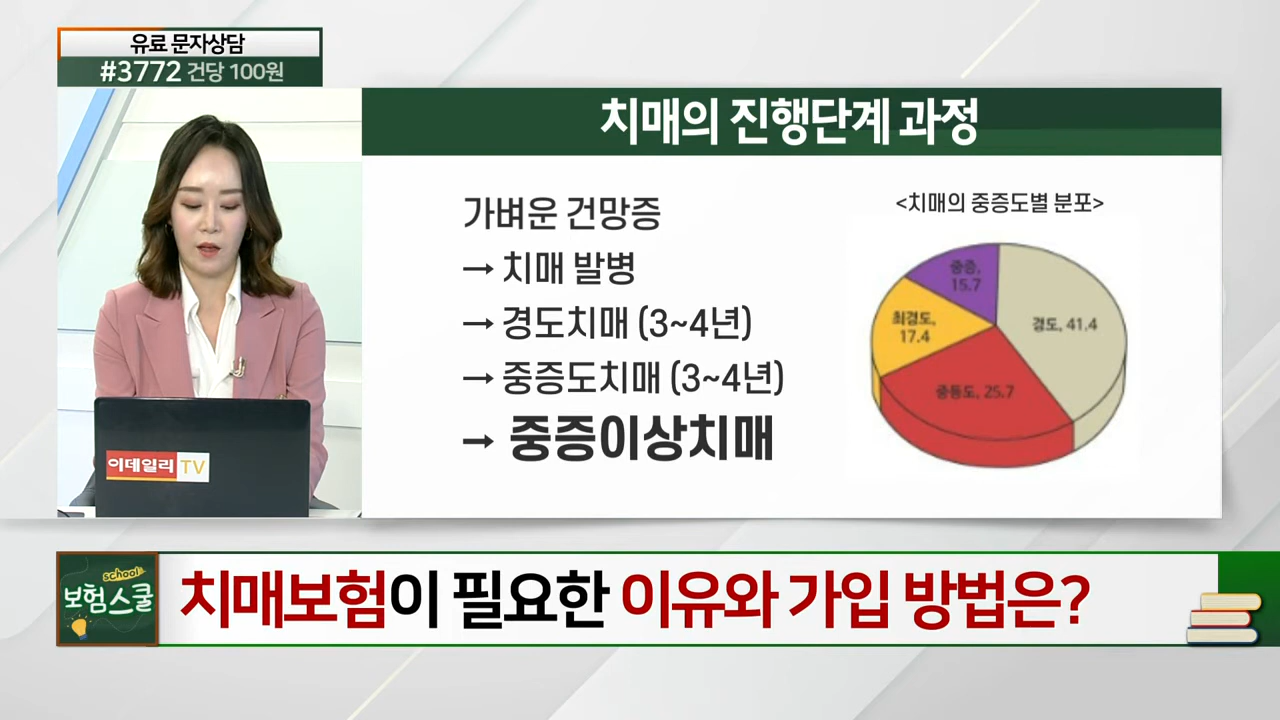 유료 문자상담
#3772 건당 100원
치매의 진행단계 과정
가벼운 건망증
→ 치매 발병
→ 경도치매 (3~4년)
→ 중증도치매 (3~4년)
→ 중증이상치매
<치매의 중증도별 분포>
중증,
15.7
최경도,
17.4
경도, 41.4
중등도, 25.7
이데일리 TV
school
보험스쿨
치매보험이 필요한 이유와 가입 방법은?